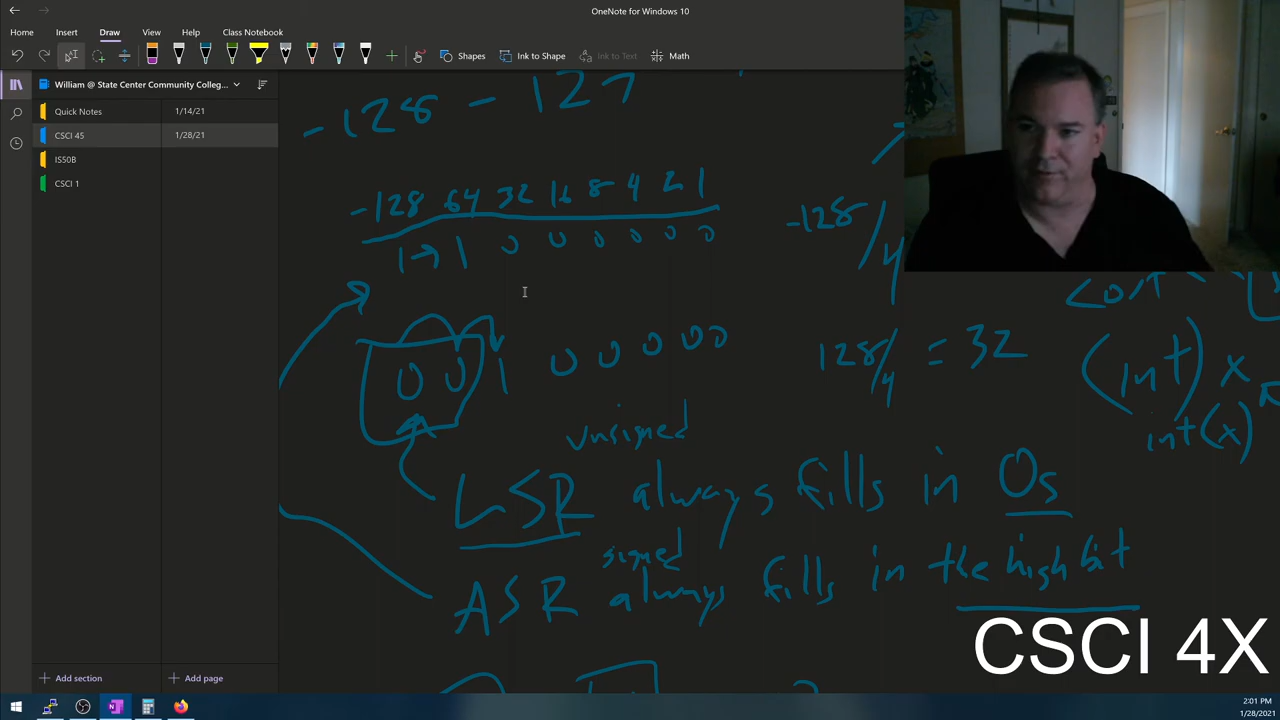 OneNote for Windows 10
Home Insert Draw View Help Class Notebook
Shapes Ink to Shape Ink to Text Math
William @ State Center Community Colleg...
Quick Notes 1/14/21
CSCI 45 1/28/21
IS50B
CSCI 1
-128 - 127
-128 64 32 16 8 4 2 1
1 → 1 0 0 0 0 0 0
-128/4
0 0 1 0 0 0 0 0
128/4 = 32
(int) x
int(x)
unsigned
LSR always fills in 0s
signed
ASR always fills in the high bit
CSCI 4X
Add section Add page
2:01 PM
1/28/2021